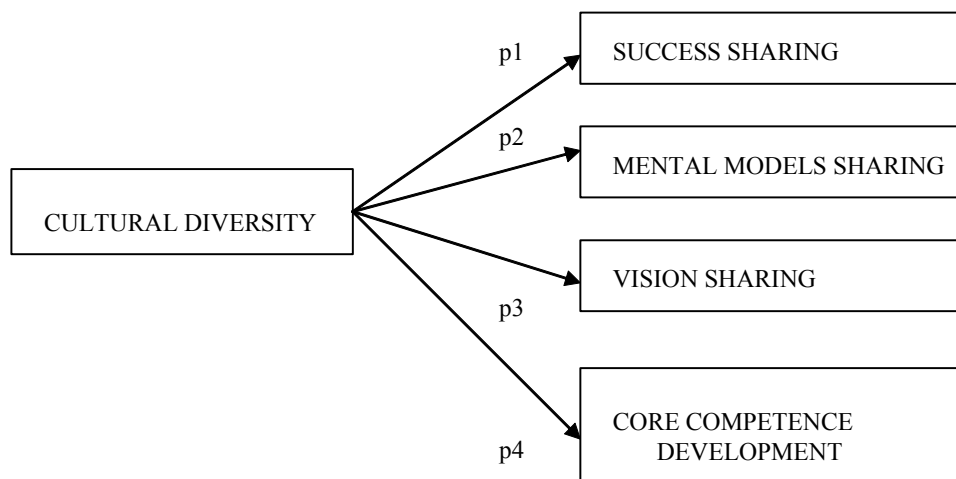 p1
SUCCESS SHARING
p2
MENTAL MODELS SHARING
CULTURAL DIVERSITY
VISION SHARING
p3
CORE COMPETENCE
DEVELOPMENT
p4